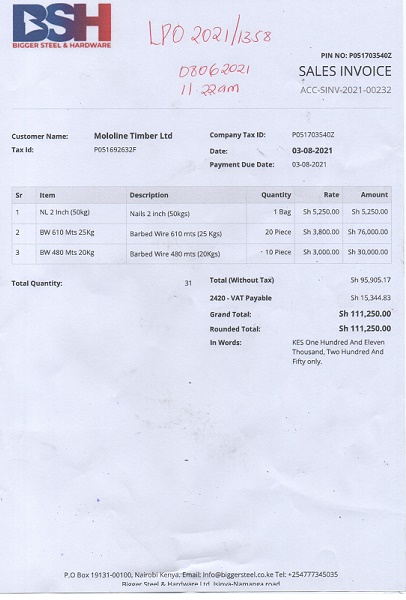 BSH
BIGGER STEEL & HARDWARE
LPO 2021/1358
08062021
11.22am
PIN NO: P051703540Z
SALES INVOICE
ACC-SINV-2021-00232
Customer Name: Mololine Timber Ltd Company Tax ID: P051703540Z
Tax Id: P051692632F Date: 03-08-2021
Payment Due Date: 03-08-2021
Sr Item Description Quantity Rate Amount
1 NL 2 Inch (50kg) Nails 2 inch (50kgs) 1 Bag Sh 5,250.00 Sh 5,250.00
2 BW 610 Mts 25Kg Barbed Wire 610 mts (25 Kgs) 20 Piece Sh 3,800.00 Sh 76,000.00
3 BW 480 Mts 20Kg Barbed Wire 480 mts (20Kgs) 10 Piece Sh 3,000.00 Sh 30,000.00
Total Quantity: 31 Total (Without Tax) Sh 95,905.17
2420 - VAT Payable Sh 15,344.83
Grand Total: Sh 111,250.00
Rounded Total: Sh 111,250.00
In Words: KES One Hundred And Eleven
Thousand, Two Hundred And
Fifty only.
P.O Box 19131-00100, Nairobi Kenya, Email: Info@biggersteel.co.ke Tel: +254777345035
Bigger Steel & Hardware Ltd, Isinya-Namanga road